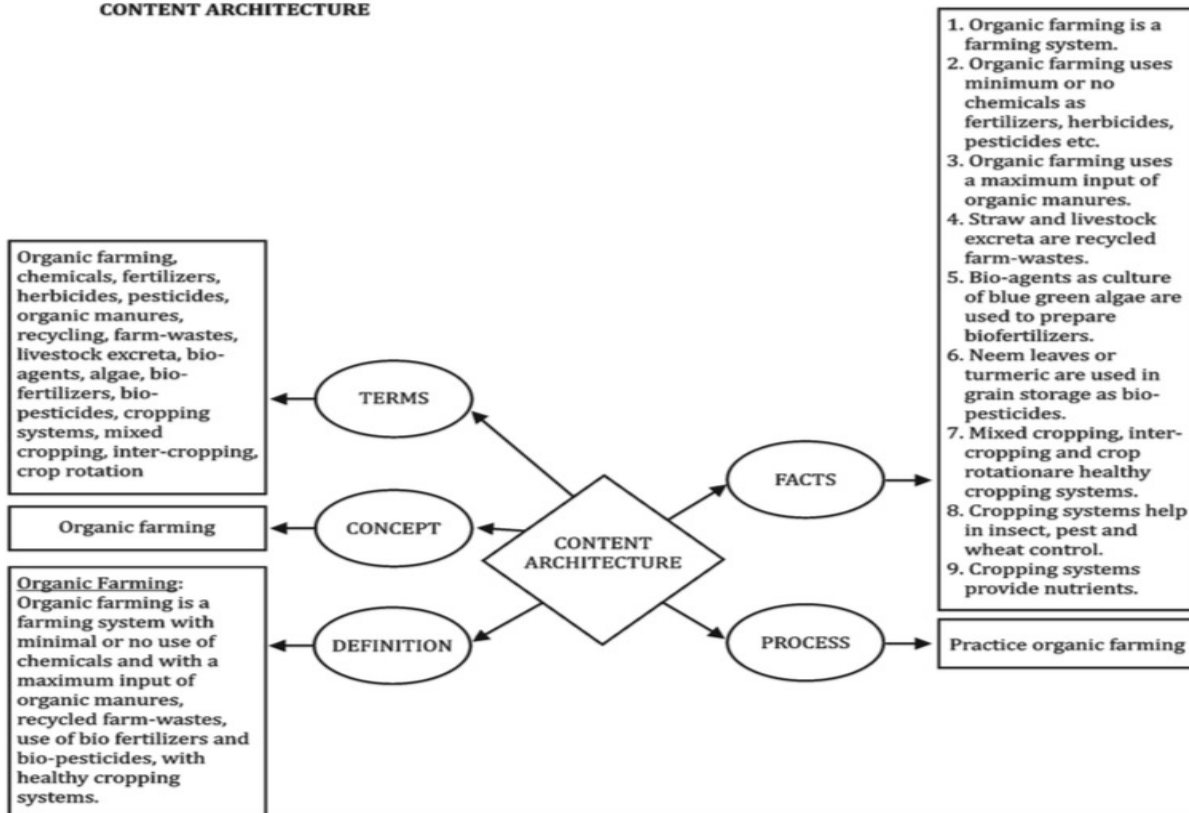 CONTENT ARCHITECTURE
Organic farming,
chemicals, fertilizers,
herbicides, pesticides,
organic manures,
recycling, farm-wastes,
livestock excreta, bio-
agents, algae, bio-
fertilizers, bio-
pesticides, cropping
systems, mixed
cropping, inter-cropping,
crop rotation
TERMS
Organic farming
CONCEPT
Organic Farming:
Organic farming is a
farming system with
minimal or no use of
chemicals and with a
maximum input of
organic manures,
recycled farm-wastes,
use of bio fertilizers and
bio-pesticides, with
healthy cropping
systems.
DEFINITION
CONTENT
ARCHITECTURE
FACTS
1. Organic farming is a
farming system.
2. Organic farming uses
minimum or no
chemicals as
fertilizers, herbicides,
pesticides etc.
3. Organic farming uses
a maximum input of
organic manures.
4. Straw and livestock
excreta are recycled
farm-wastes.
5. Bio-agents as culture
of blue green algae are
used to prepare
biofertilizers.
6. Neem leaves or
turmeric are used in
grain storage as bio-
pesticides.
7. Mixed cropping, inter-
cropping and crop
rotationare healthy
cropping systems.
8. Cropping systems help
in insect, pest and
wheat control.
9. Cropping systems
provide nutrients.
PROCESS
Practice organic farming